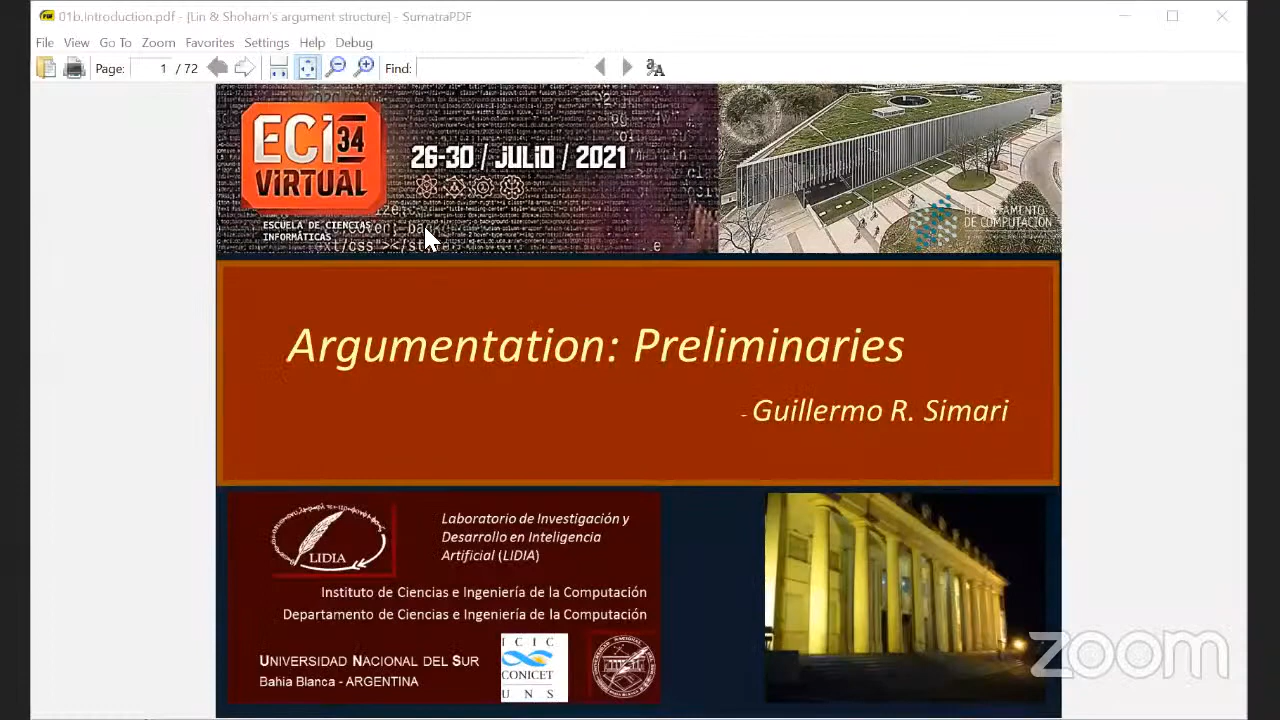 01b.introduction.pdf - [Lin & Shoham's argument structure] - SumatraPDF
File View Go To Zoom Favorites Settings Help Debug
Page: 1 / 72 Find:
ECI 34
VIRTUAL
26-30 / JULIO / 2021
ESCUELA DE CIENCIAS
INFORMÁTICAS
DEPARTAMENTO
DE COMPUTACIÓN
Argumentation: Preliminaries
- Guillermo R. Simari
LIDIA
Laboratorio de Investigación y
Desarrollo en Inteligencia
Artificial (LIDIA)
Instituto de Ciencias e Ingeniería de la Computación
Departamento de Ciencias e Ingeniería de la Computación
UNIVERSIDAD NACIONAL DEL SUR
Bahia Blanca - ARGENTINA
I C I C
CONICET
U N S
zoom